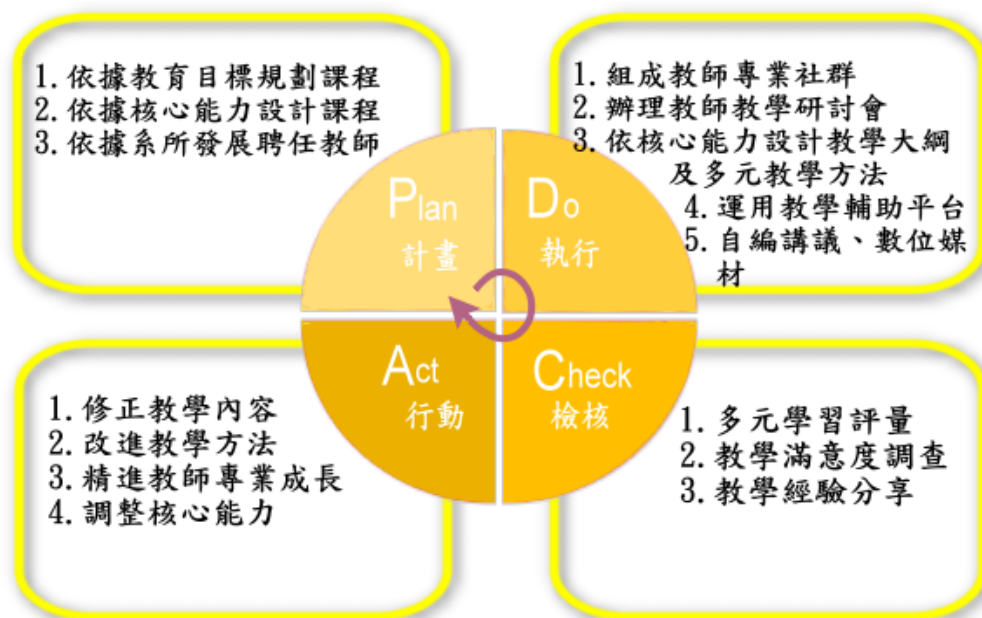 1. 依據教育目標規劃課程
2. 依據核心能力設計課程
3. 依據系所發展聘任教師
Plan
計畫
1. 組成教師專業社群
2. 辦理教師教學研討會
3. 依核心能力設計教學大綱
及多元教學方法
4. 運用教學輔助平台
5. 自編講議、數位媒
材
Do
執行
1. 修正教學內容
2. 改進教學方法
3. 精進教師專業成長
4. 調整核心能力
Act
行動
Check
檢核
1. 多元學習評量
2. 教學滿意度調查
3. 教學經驗分享